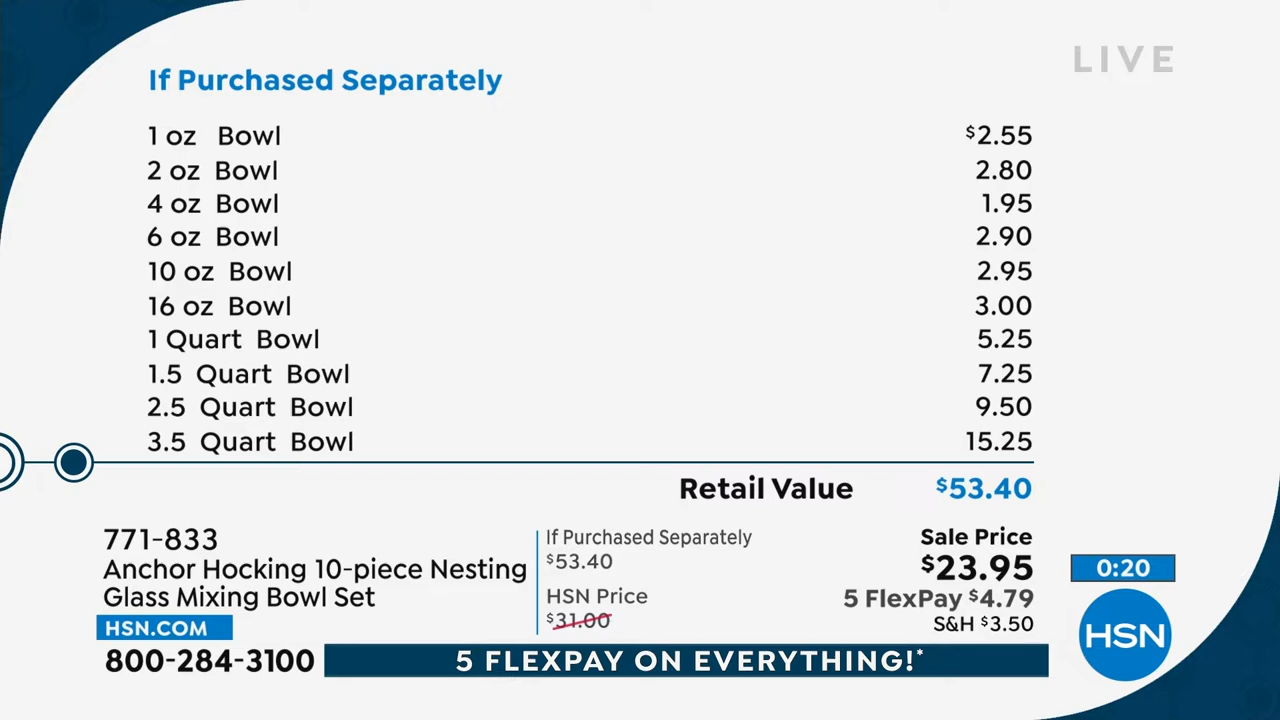 LIVE
If Purchased Separately
1 oz Bowl $2.55
2 oz Bowl 2.80
4 oz Bowl 1.95
6 oz Bowl 2.90
10 oz Bowl 2.95
16 oz Bowl 3.00
1 Quart Bowl 5.25
1.5 Quart Bowl 7.25
2.5 Quart Bowl 9.50
3.5 Quart Bowl 15.25
Retail Value $53.40
771-833
Anchor Hocking 10-piece Nesting
Glass Mixing Bowl Set
HSN.COM
800-284-3100
If Purchased Separately
$53.40
HSN Price
$31.00
Sale Price
$23.95
5 FlexPay $4.79
S&H $3.50
0:20
HSN
5 FLEXPAY ON EVERYTHING!*